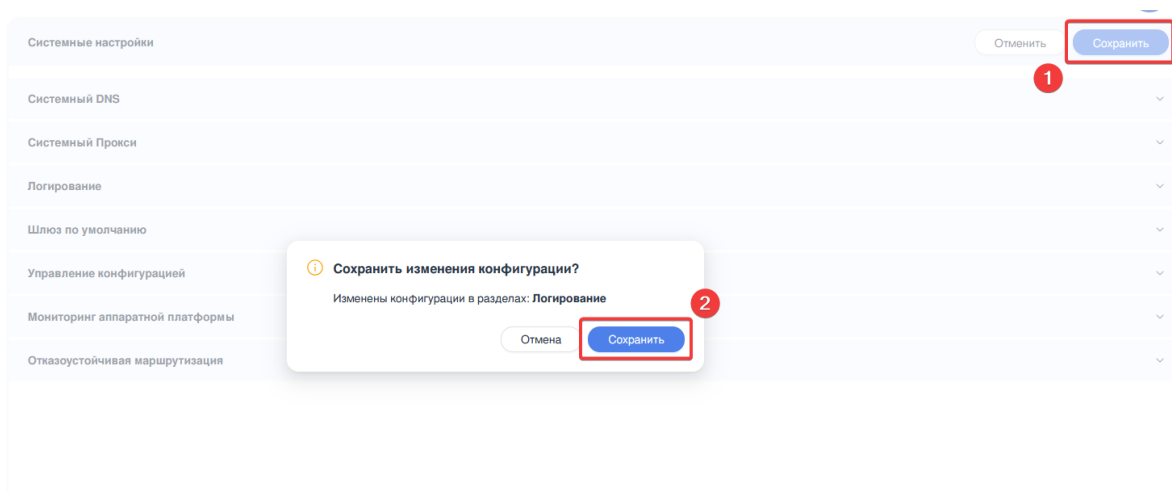 Системные настройки
Отменить
Сохранить
1
Системный DNS
Системный Прокси
Логирование
Шлюз по умолчанию
Управление конфигурацией
Мониторинг аппаратной платформы
Отказоустойчивая маршрутизация
Сохранить изменения конфигурации?
Изменены конфигурации в разделах: Логирование
2
Отмена
Сохранить